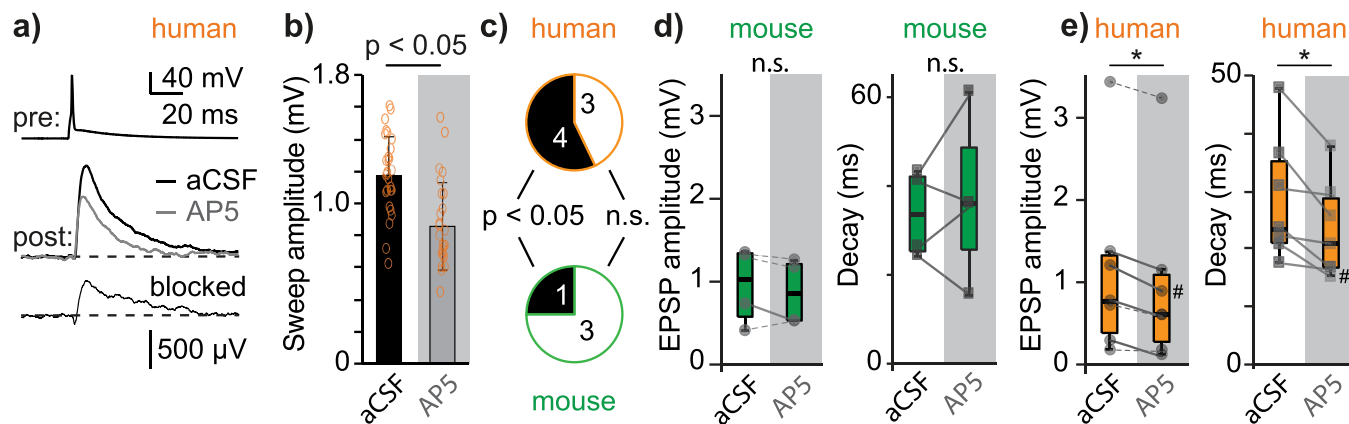 a)
human
40 mV
20 ms
pre:
aCSF
AP5
post:
blocked
500 µV
b)
p < 0.05
Sweep amplitude (mV)
1.8
1.2
0.6
0
aCSF
AP5
c)
human
3
4
p < 0.05
n.s.
1
3
mouse
d)
mouse
n.s.
EPSP amplitude (mV)
3
2
1
0
aCSF
AP5
mouse
n.s.
Decay (ms)
60
0
aCSF
AP5
e)
human
*
EPSP amplitude (mV)
3
2
1
0
#
aCSF
AP5
human
*
Decay (ms)
50
0
#
aCSF
AP5